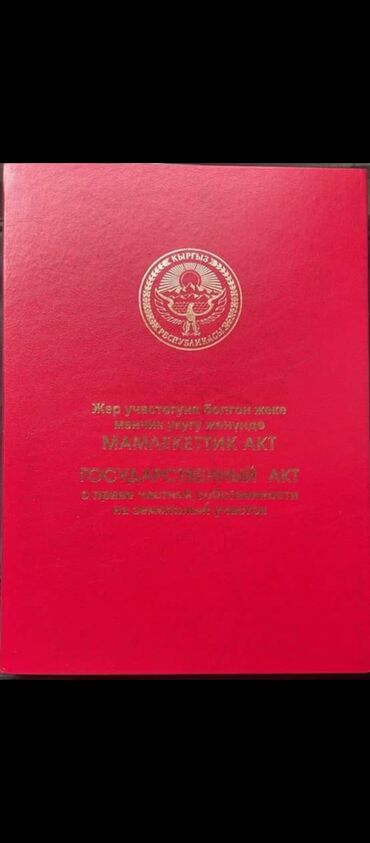 КЫРГЫЗ
РЕСПУБЛИКАСЫ
Жер участогуна болгон жеке
менчик укугу жөнүндө
МАМЛЕКЕТТИК АКТ
ГОСУДАРСТВЕННЫЙ АКТ
о праве частной собственности
на земельный участок